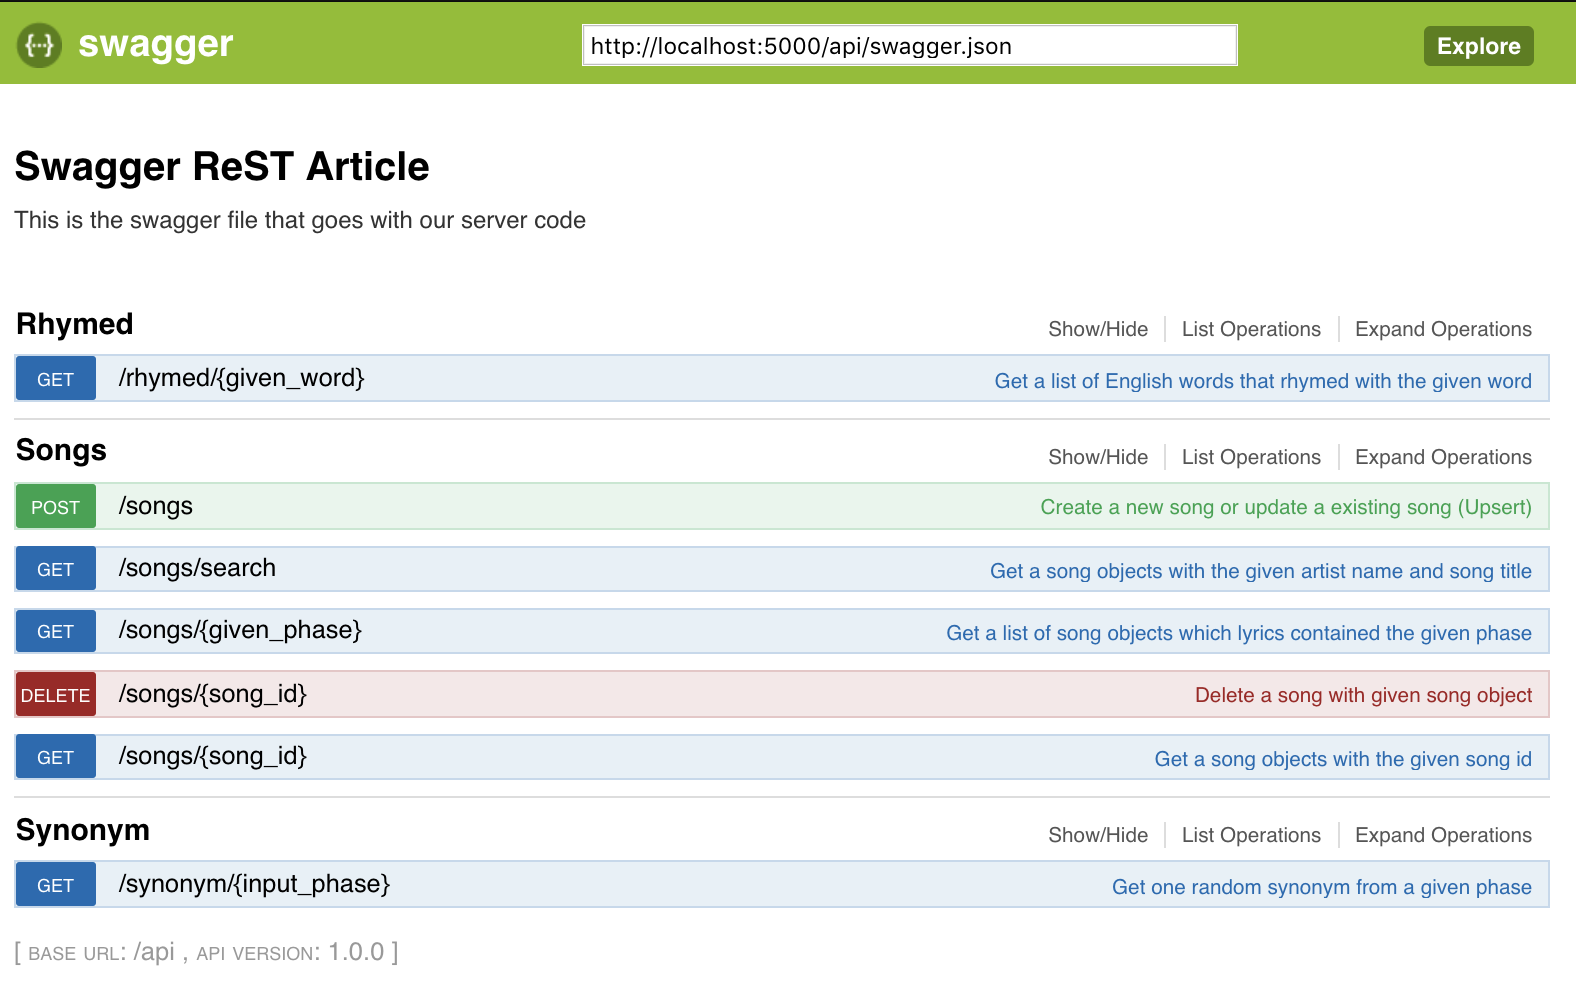 {···} swagger http://localhost:5000/api/swagger.json Explore
Swagger ReST Article
This is the swagger file that goes with our server code
Rhymed Show/Hide List Operations Expand Operations
GET /rhymed/{given_word} Get a list of English words that rhymed with the given word
Songs Show/Hide List Operations Expand Operations
POST /songs Create a new song or update a existing song (Upsert)
GET /songs/search Get a song objects with the given artist name and song title
GET /songs/{given_phase} Get a list of song objects which lyrics contained the given phase
DELETE /songs/{song_id} Delete a song with given song object
GET /songs/{song_id} Get a song objects with the given song id
Synonym Show/Hide List Operations Expand Operations
GET /synonym/{input_phase} Get one random synonym from a given phase
[ BASE URL: /api , API VERSION: 1.0.0 ]